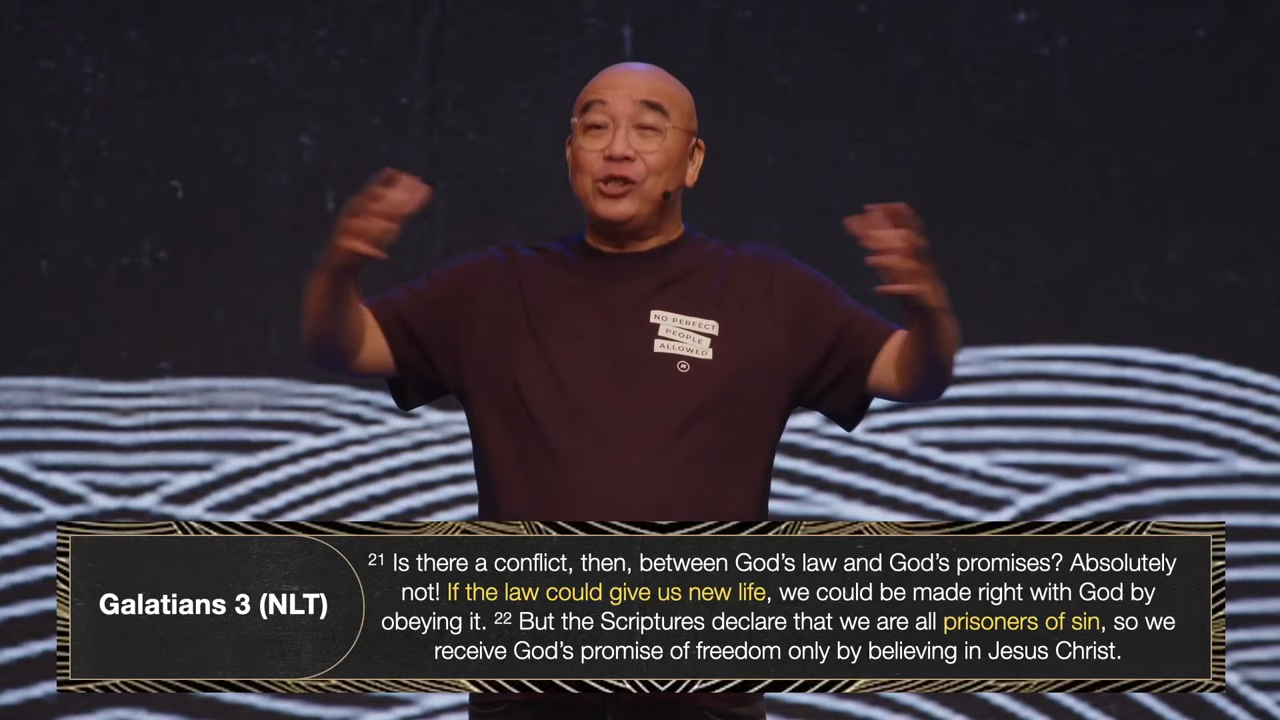 NO PERFECT
PEOPLE
ALLOWED
R
Galatians 3 (NLT)
21 Is there a conflict, then, between God’s law and God’s promises? Absolutely
not! If the law could give us new life, we could be made right with God by
obeying it. 22 But the Scriptures declare that we are all prisoners of sin, so we
receive God’s promise of freedom only by believing in Jesus Christ.